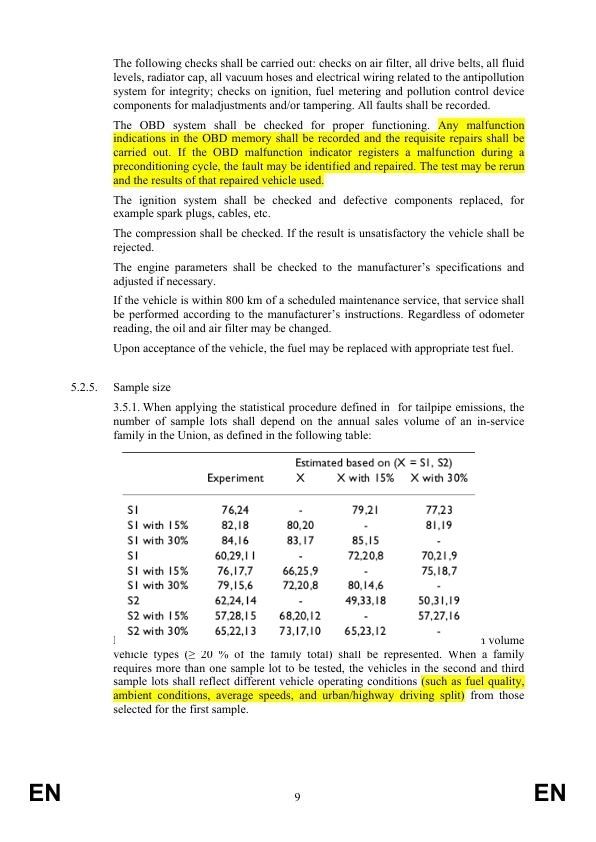 The following checks shall be carried out: checks on air filter, all drive belts, all fluid
levels, radiator cap, all vacuum hoses and electrical wiring related to the antipollution
system for integrity; checks on ignition, fuel metering and pollution control device
components for maladjustments and/or tampering. All faults shall be recorded.
The OBD system shall be checked for proper functioning. Any malfunction
indications in the OBD memory shall be recorded and the requisite repairs shall be
carried out. If the OBD malfunction indicator registers a malfunction during a
preconditioning cycle, the fault may be identified and repaired. The test may be rerun
and the results of that repaired vehicle used.
The ignition system shall be checked and defective components replaced, for
example spark plugs, cables, etc.
The compression shall be checked. If the result is unsatisfactory the vehicle shall be
rejected.
The engine parameters shall be checked to the manufacturer's specifications and
adjusted if necessary.
If the vehicle is within 800 km of a scheduled maintenance service, that service shall
be performed according to the manufacturer's instructions. Regardless of odometer
reading, the oil and air filter may be changed.
Upon acceptance of the vehicle, the fuel may be replaced with appropriate test fuel.
5.2.5. Sample size
3.5.1. When applying the statistical procedure defined in for tailpipe emissions, the
number of sample lots shall depend on the annual sales volume of an in-service
family in the Union, as defined in the following table:
Estimated based on (X = S1, S2)
Experiment X X with 15% X with 30%
S1 76,24 - 79,21 77,23
S1 with 15% 82,18 80,20 - 81,19
S1 with 30% 84,16 83,17 85,15 -
S1 60,29,11 - 72,20,8 70,21,9
S1 with 15% 76,17,7 66,25,9 - 75,18,7
S1 with 30% 79,15,6 72,20,8 80,14,6 -
S2 62,24,14 - 49,33,18 50,31,19
S2 with 15% 57,28,15 68,20,12 - 57,27,16
S2 with 30% 65,22,13 73,17,10 65,23,12 -
volume
vehicle types (≥ 20 % of the family total) shall be represented. When a family
requires more than one sample lot to be tested, the vehicles in the second and third
sample lots shall reflect different vehicle operating conditions (such as fuel quality,
ambient conditions, average speeds, and urban/highway driving split) from those
selected for the first sample.
EN 9 EN